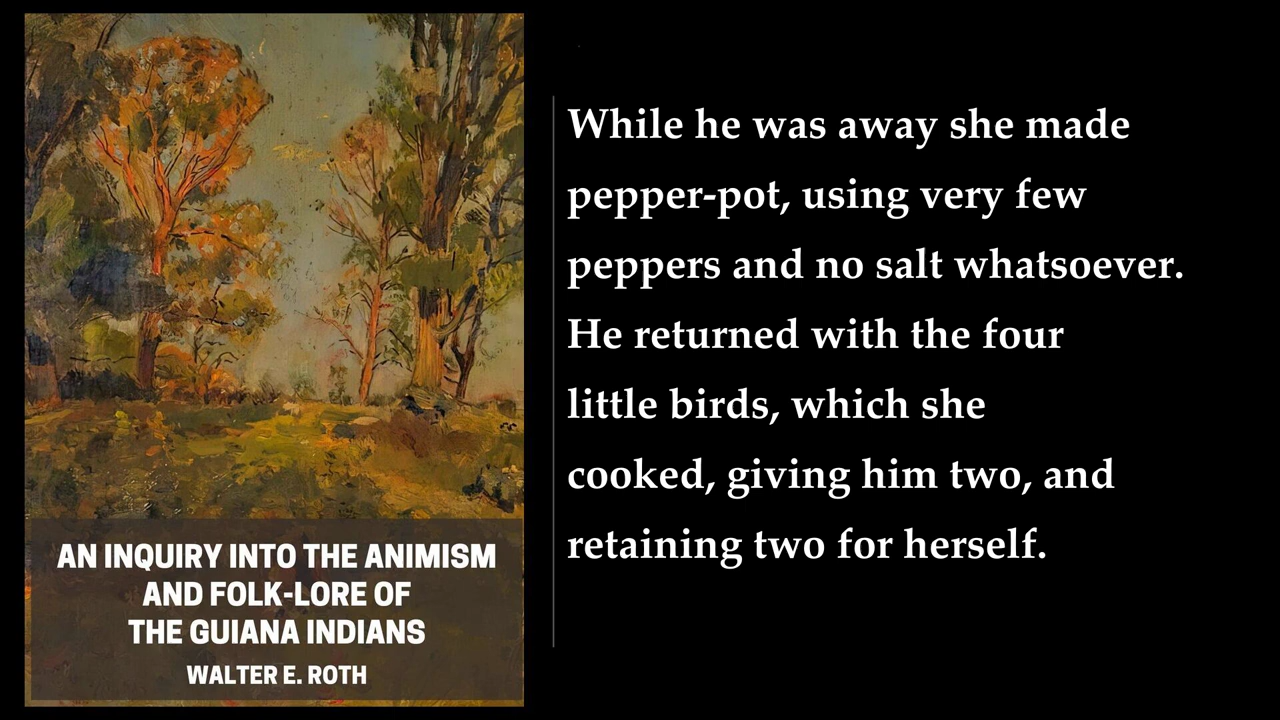 While he was away she made
pepper-pot, using very few
peppers and no salt whatsoever.
He returned with the four
little birds, which she
cooked, giving him two, and
retaining two for herself.
AN INQUIRY INTO THE ANIMISM
AND FOLK-LORE OF
THE GUIANA INDIANS
WALTER E. ROTH